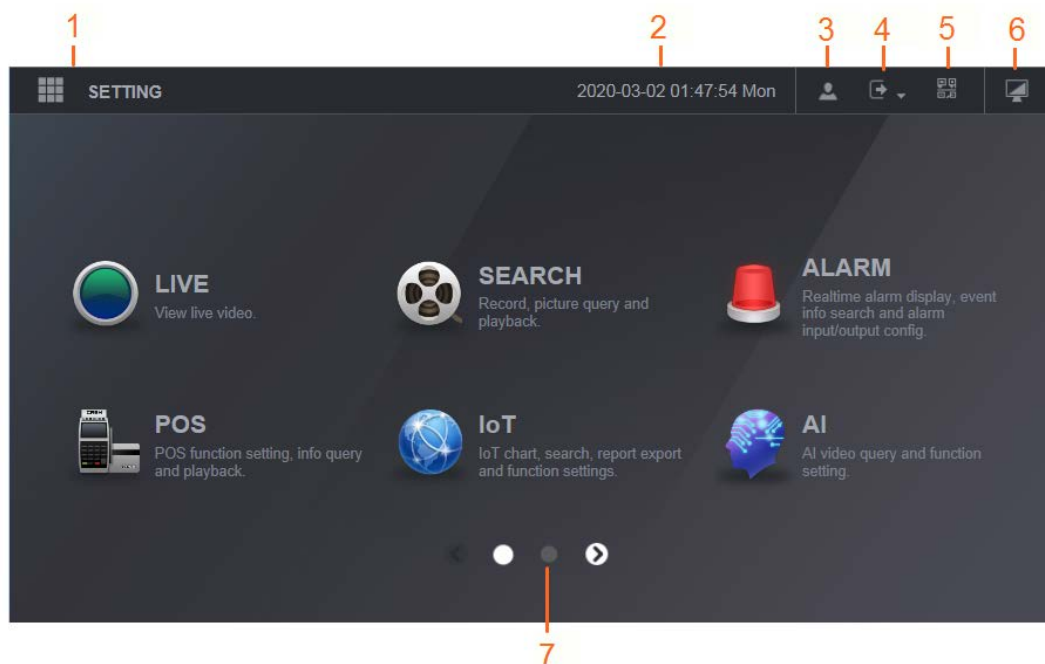 1
2
3
4
5
6
SETTING
2020-03-02 01:47:54 Mon
LIVE
View live video.
SEARCH
Record, picture query and
playback.
ALARM
Realtime alarm display, event
info search and alarm
input/output config.
POS
POS function setting, info query
and playback.
IoT
IoT chart, search, report export
and function settings.
AI
AI video query and function
setting.
7